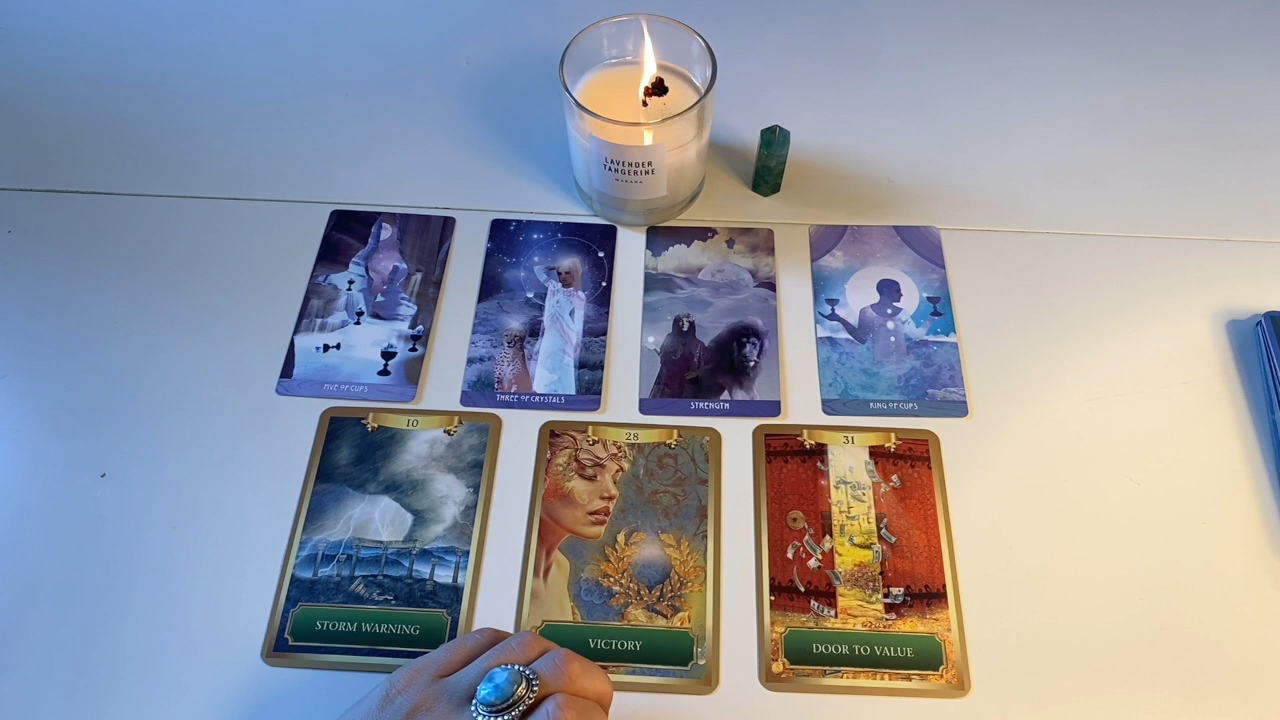 LAVENDER
TANGERINE
MAKANA
FIVE OF CUPS
THREE OF CRYSTALS
STRENGTH
KING OF CUPS
10
28
31
STORM WARNING
VICTORY
DOOR TO VALUE